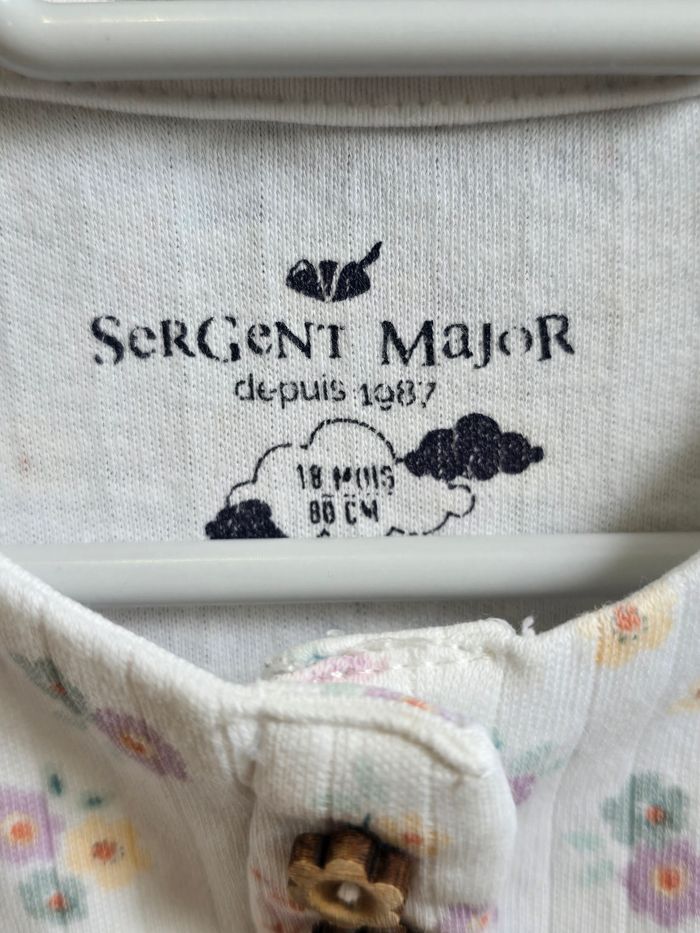 SeRGeNT MajoR
depuis 1987
18 MOIS
80 CM